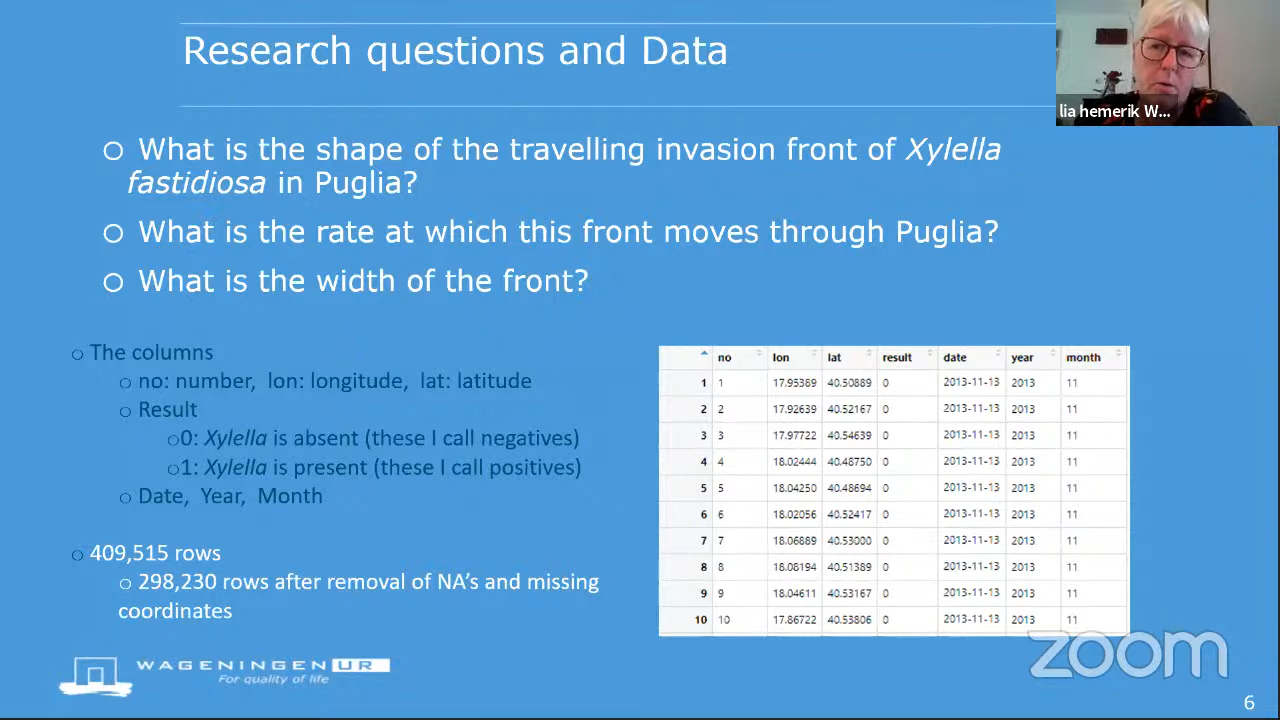 Research questions and Data
lia hemerik W...
○ What is the shape of the travelling invasion front of Xylella
fastidiosa in Puglia?
○ What is the rate at which this front moves through Puglia?
○ What is the width of the front?
○ The columns
○ no: number, lon: longitude, lat: latitude
○ Result
○0: Xylella is absent (these I call negatives)
○1: Xylella is present (these I call positives)
○ Date, Year, Month
○ 409,515 rows
○ 298,230 rows after removal of NA's and missing
coordinates
no lon lat result date year month
1 1 17.95389 40.50889 0 2013-11-13 2013 11
2 2 17.92639 40.52167 0 2013-11-13 2013 11
3 3 17.97722 40.54639 0 2013-11-13 2013 11
4 4 18.02444 40.48750 0 2013-11-13 2013 11
5 5 18.04250 40.48694 0 2013-11-13 2013 11
6 6 18.02056 40.52417 0 2013-11-13 2013 11
7 7 18.06889 40.53000 0 2013-11-13 2013 11
8 8 18.08194 40.51389 0 2013-11-13 2013 11
9 9 18.04611 40.53167 0 2013-11-13 2013 11
10 10 17.86722 40.53806 0 2013-11-13 2013 11
WAGENINGEN UR
For quality of life
zoom
6